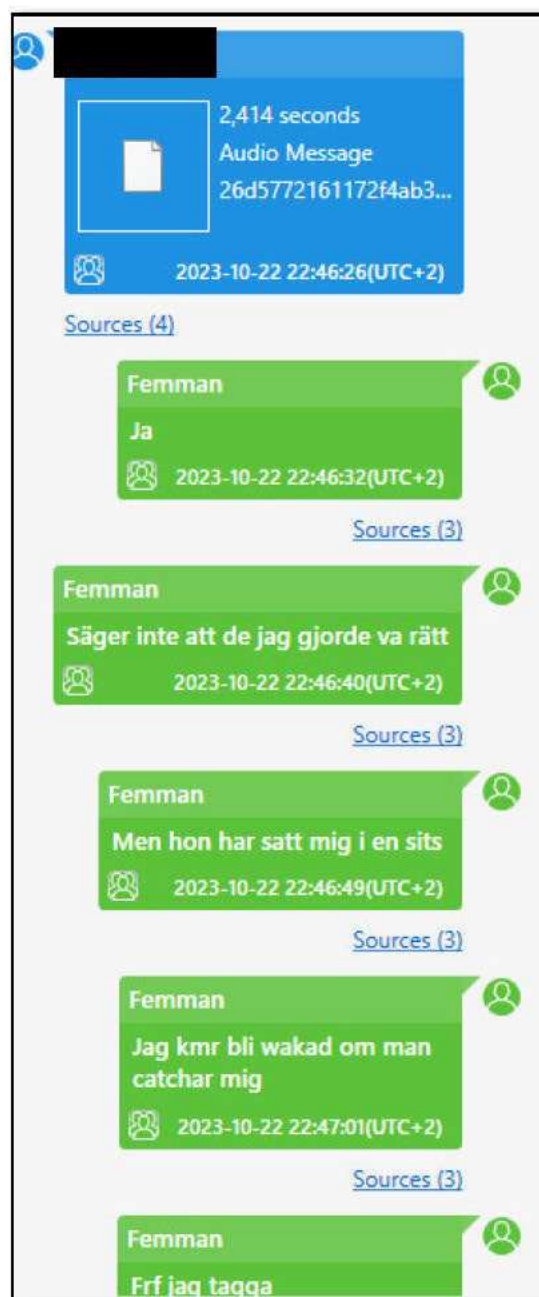 2,414 seconds
Audio Message
26d5772161172f4ab3...
2023-10-22 22:46:26(UTC+2)
Sources (4)
Femman
Ja
2023-10-22 22:46:32(UTC+2)
Sources (3)
Femman
Säger inte att de jag gjorde va rätt
2023-10-22 22:46:40(UTC+2)
Sources (3)
Femman
Men hon har satt mig i en sits
2023-10-22 22:46:49(UTC+2)
Sources (3)
Femman
Jag kmr bli wakad om man
catchar mig
2023-10-22 22:47:01(UTC+2)
Sources (3)
Femman
Frf jag tagga